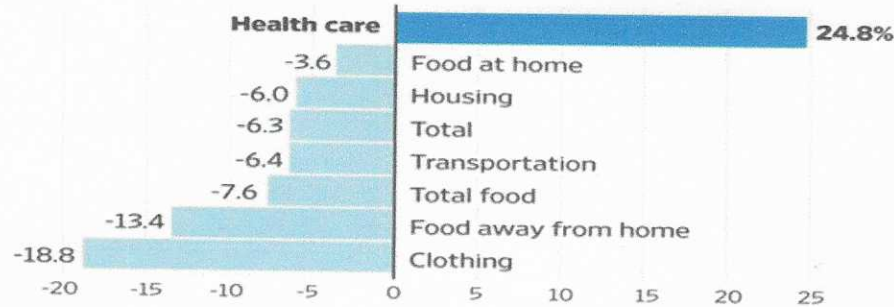 Health care 24.8%
-3.6 Food at home
-6.0 Housing
-6.3 Total
-6.4 Transportation
-7.6 Total food
-13.4 Food away from home
-18.8 Clothing
-20 -15 -10 -5 0 5 10 15 20 25